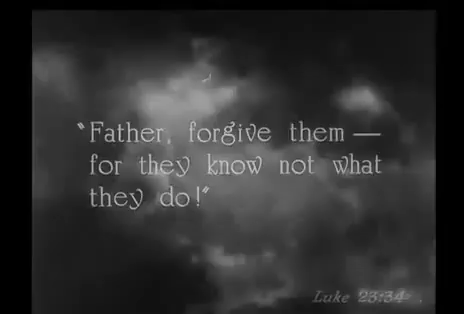 "Father, forgive them —
for they know not what
they do!"
Luke 23:34